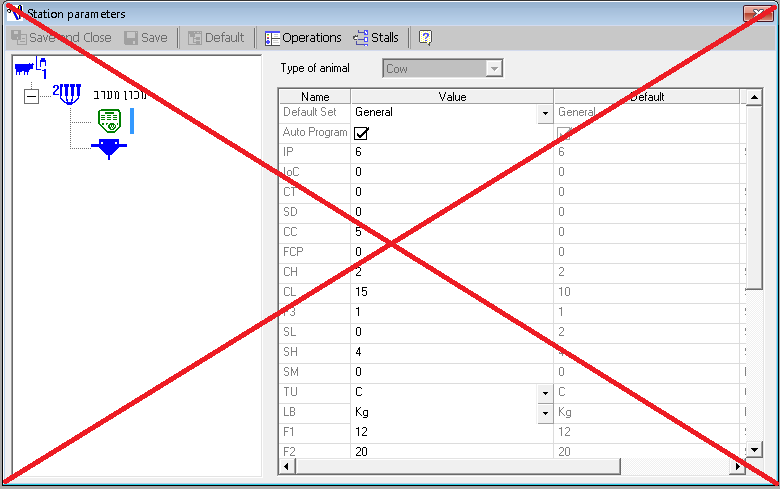 Station parameters
Save and Close Save Default Operations Stalls
Type of animal Cow
1
2 מכון מערב
Name Value Default
Default Set General General
Auto Program
IP 6 6
IoC 0 0
CT 0 0
SD 0 0
CC 5 0
FCP 0 0
CH 2 2
CL 15 10
F3 1 1
SL 0 2
SH 4 4
SM 0 0
TU C C
LB Kg Kg
F1 12 12
F2 20 20